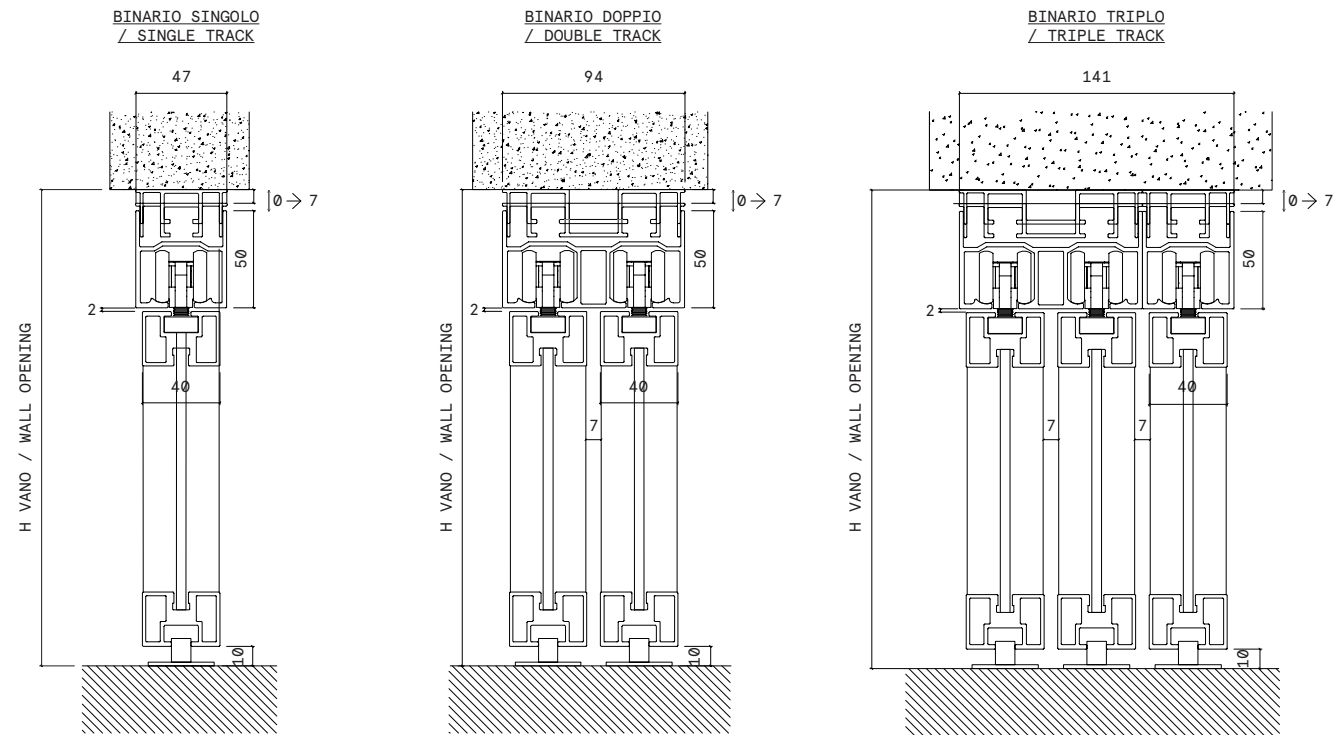 BINARIO SINGOLO
/ SINGLE TRACK
47
0 → 7
50
2
40
H VANO / WALL OPENING
10
BINARIO DOPPIO
/ DOUBLE TRACK
94
0 → 7
50
2
40
7
H VANO / WALL OPENING
10
BINARIO TRIPLO
/ TRIPLE TRACK
141
0 → 7
50
2
40
7
7
H VANO / WALL OPENING
10